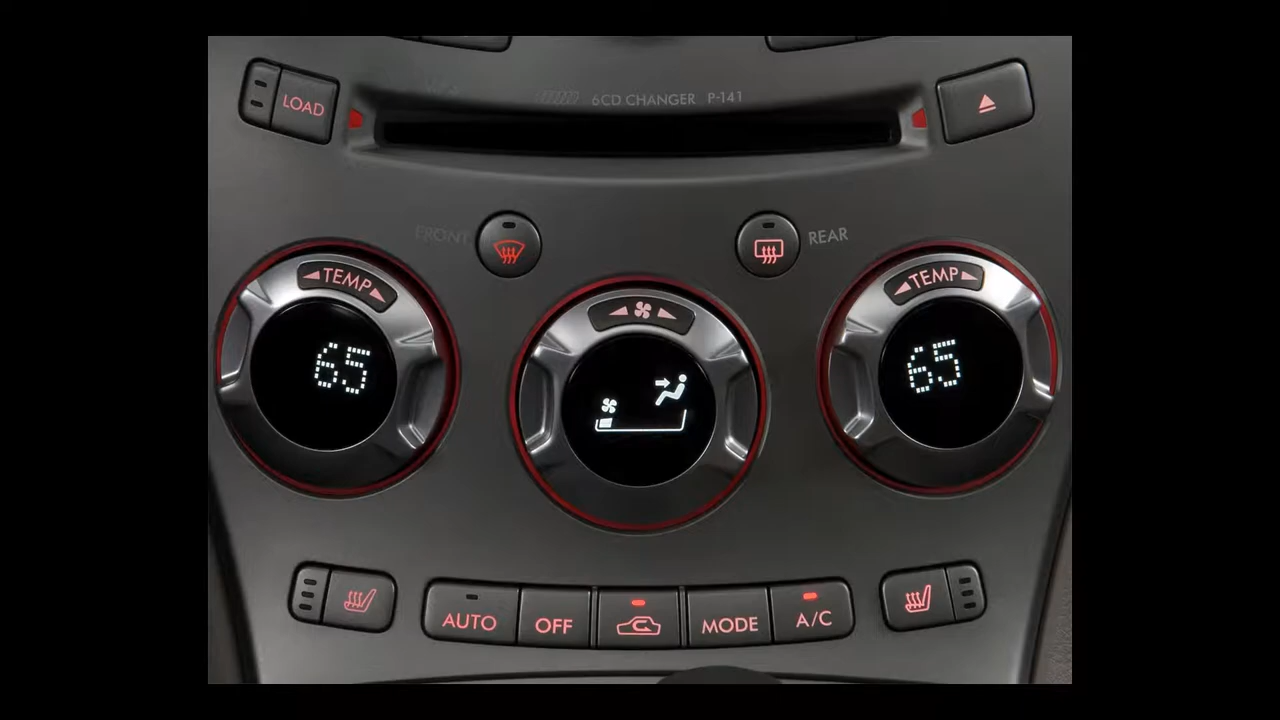 LOAD
6CD CHANGER P-141
FRONT
REAR
TEMP
TEMP
65
65
AUTO
OFF
MODE
A/C